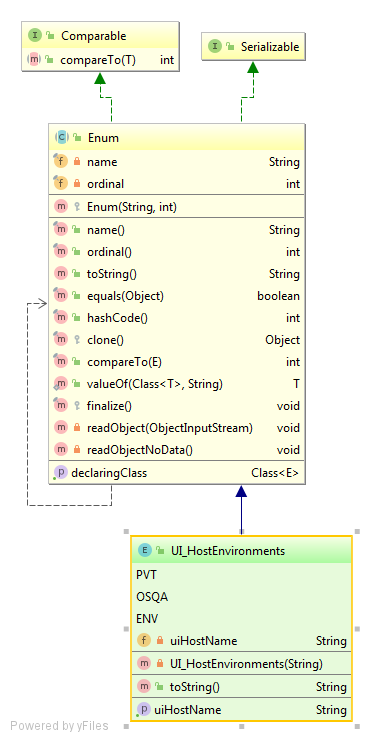 I Comparable
m compareTo(T) int
I Serializable
C Enum
f name String
f ordinal int
m Enum(String, int)
m name() String
m ordinal() int
m toString() String
m equals(Object) boolean
m hashCode() int
m clone() Object
m compareTo(E) int
m valueOf(Class<T>, String) T
m finalize() void
m readObject(ObjectInputStream) void
m readObjectNoData() void
p declaringClass Class<E>
E UI_HostEnvironments
PVT
OSQA
ENV
f uiHostName String
m UI_HostEnvironments(String)
m toString() String
p uiHostName String
Powered by yFiles